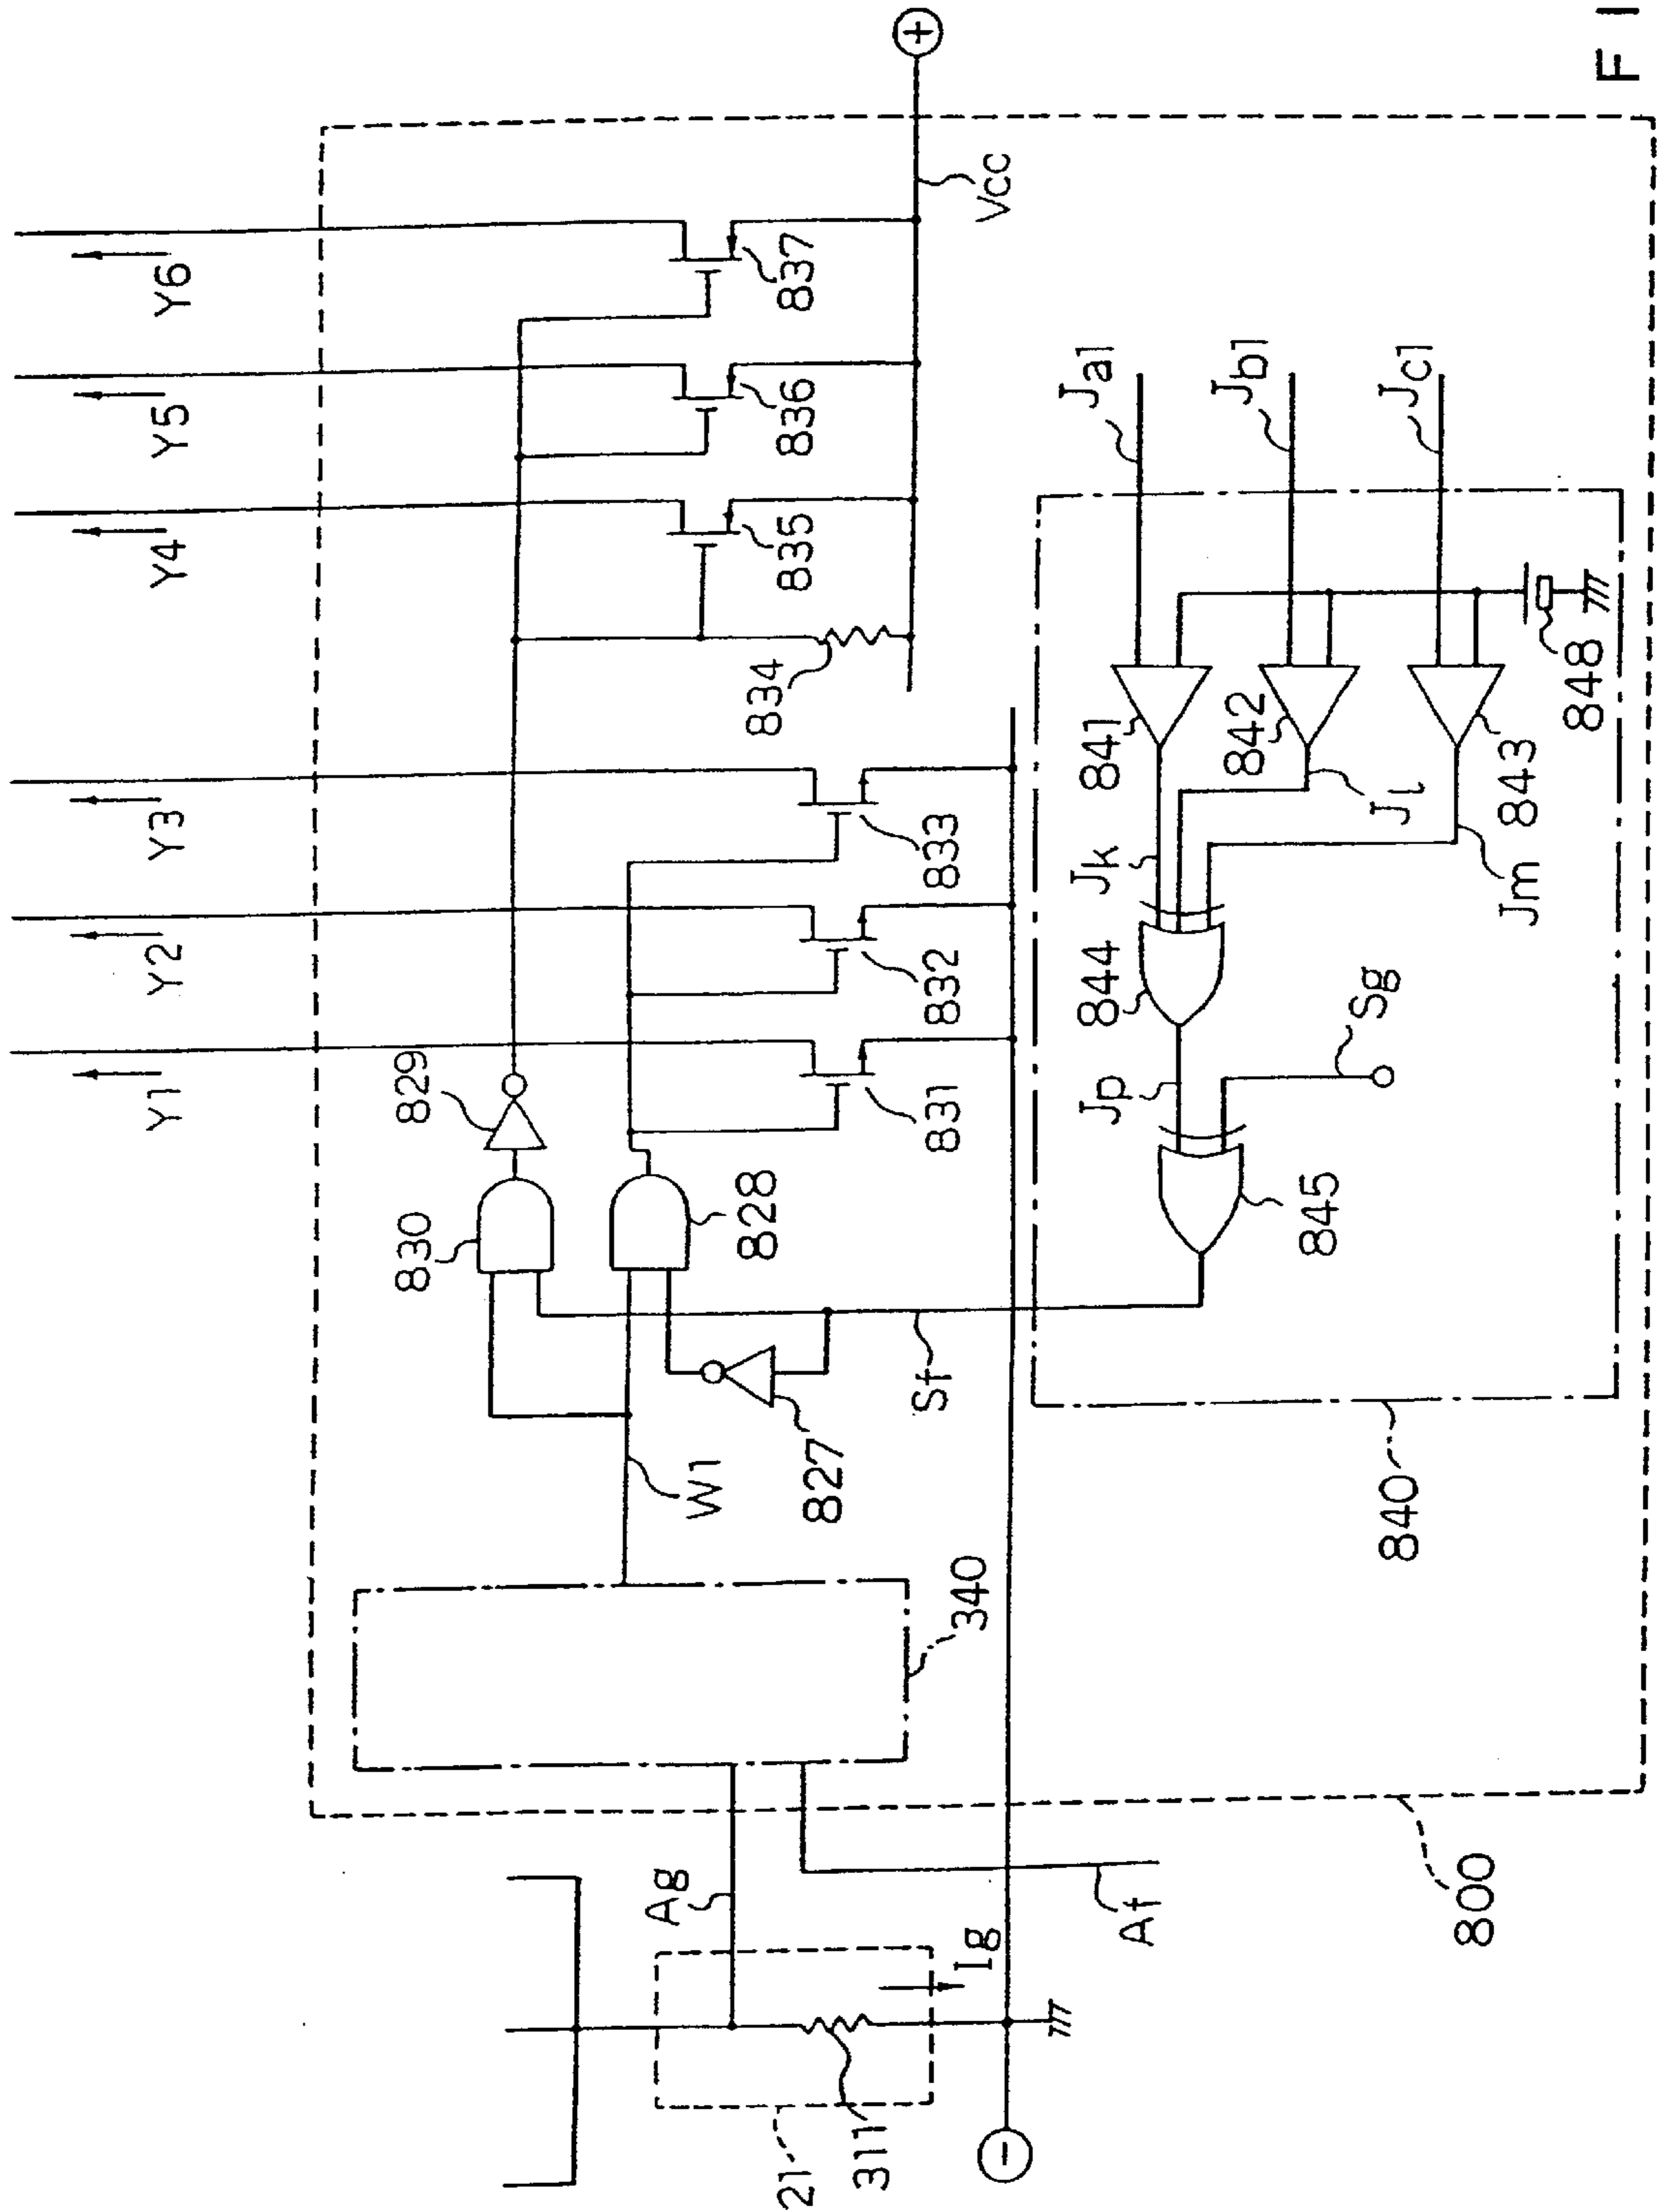 Y1
Y2
Y3
Y4
Y5
Y6
829
830
828
831
832
833
834
835
836
837
Vcc
+
W1
827
Sf
340
Ag
Af
Ig
21
311
-
800
840
Ja1
Jb1
Jc1
841
842
843
844
845
848
Jk
Jl
Jm
Jp
Sg
F I